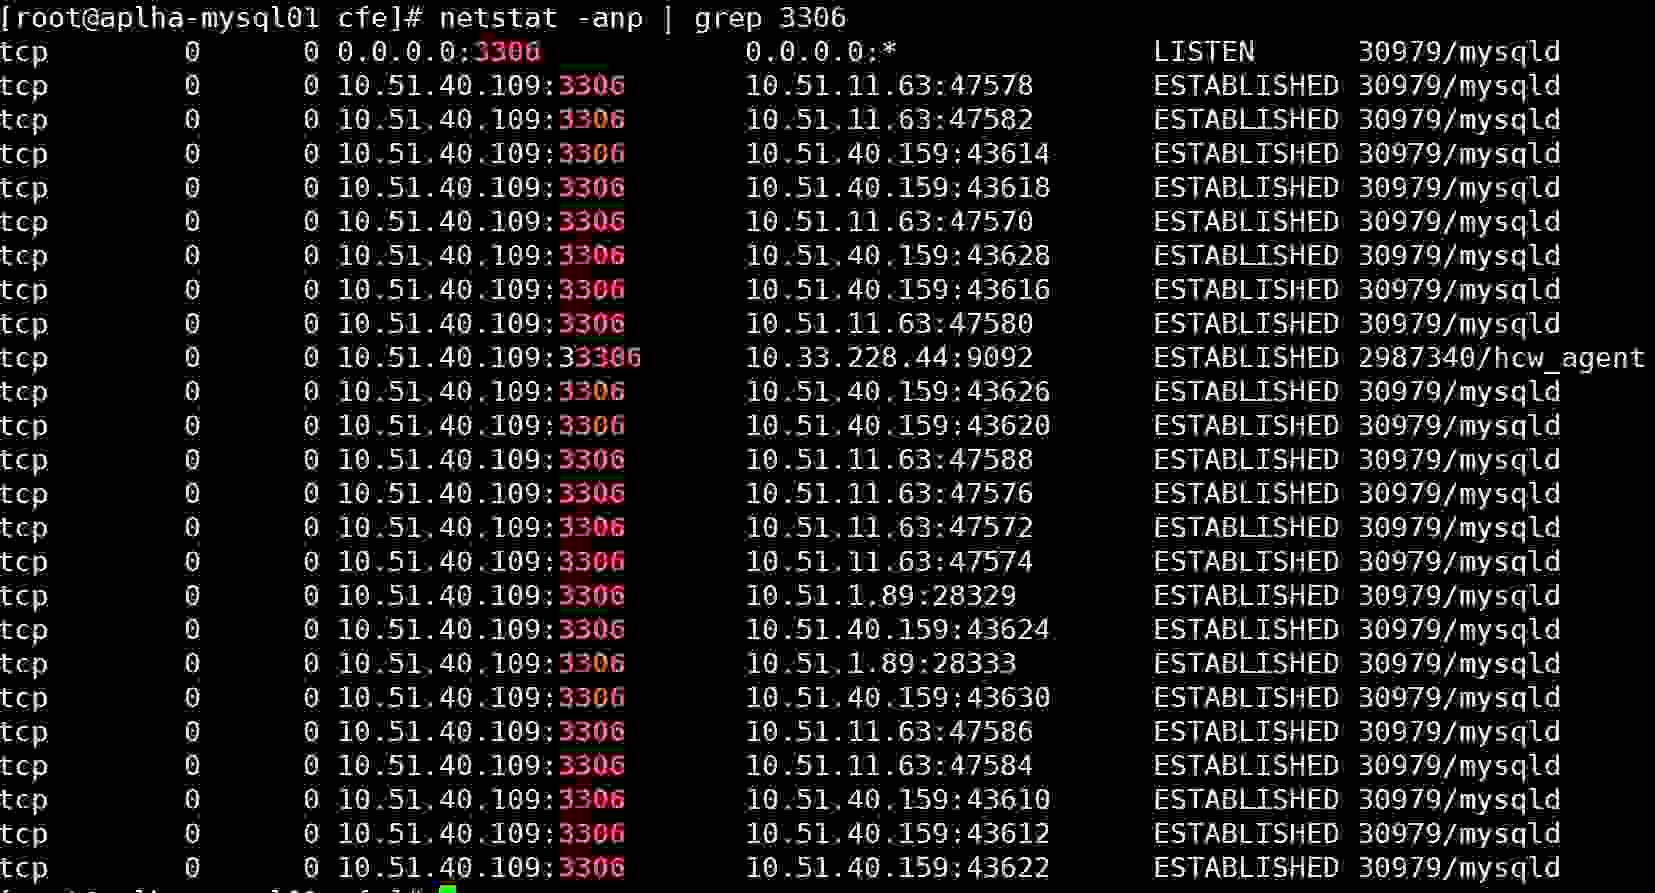 [root@aplha-mysql01 cfe]# netstat -anp | grep 3306
tcp 0 0 0.0.0.0:3306 0.0.0.0:* LISTEN 30979/mysqld
tcp 0 0 10.51.40.109:3306 10.51.11.63:47578 ESTABLISHED 30979/mysqld
tcp 0 0 10.51.40.109:3306 10.51.11.63:47582 ESTABLISHED 30979/mysqld
tcp 0 0 10.51.40.109:3306 10.51.40.159:43614 ESTABLISHED 30979/mysqld
tcp 0 0 10.51.40.109:3306 10.51.40.159:43618 ESTABLISHED 30979/mysqld
tcp 0 0 10.51.40.109:3306 10.51.11.63:47570 ESTABLISHED 30979/mysqld
tcp 0 0 10.51.40.109:3306 10.51.40.159:43628 ESTABLISHED 30979/mysqld
tcp 0 0 10.51.40.109:3306 10.51.40.159:43616 ESTABLISHED 30979/mysqld
tcp 0 0 10.51.40.109:3306 10.51.11.63:47580 ESTABLISHED 30979/mysqld
tcp 0 0 10.51.40.109:33306 10.33.228.44:9092 ESTABLISHED 2987340/hcw_agent
tcp 0 0 10.51.40.109:3306 10.51.40.159:43626 ESTABLISHED 30979/mysqld
tcp 0 0 10.51.40.109:3306 10.51.40.159:43620 ESTABLISHED 30979/mysqld
tcp 0 0 10.51.40.109:3306 10.51.11.63:47588 ESTABLISHED 30979/mysqld
tcp 0 0 10.51.40.109:3306 10.51.11.63:47576 ESTABLISHED 30979/mysqld
tcp 0 0 10.51.40.109:3306 10.51.11.63:47572 ESTABLISHED 30979/mysqld
tcp 0 0 10.51.40.109:3306 10.51.11.63:47574 ESTABLISHED 30979/mysqld
tcp 0 0 10.51.40.109:3306 10.51.1.89:28329 ESTABLISHED 30979/mysqld
tcp 0 0 10.51.40.109:3306 10.51.40.159:43624 ESTABLISHED 30979/mysqld
tcp 0 0 10.51.40.109:3306 10.51.1.89:28333 ESTABLISHED 30979/mysqld
tcp 0 0 10.51.40.109:3306 10.51.40.159:43630 ESTABLISHED 30979/mysqld
tcp 0 0 10.51.40.109:3306 10.51.11.63:47586 ESTABLISHED 30979/mysqld
tcp 0 0 10.51.40.109:3306 10.51.11.63:47584 ESTABLISHED 30979/mysqld
tcp 0 0 10.51.40.109:3306 10.51.40.159:43610 ESTABLISHED 30979/mysqld
tcp 0 0 10.51.40.109:3306 10.51.40.159:43612 ESTABLISHED 30979/mysqld
tcp 0 0 10.51.40.109:3306 10.51.40.159:43622 ESTABLISHED 30979/mysqld